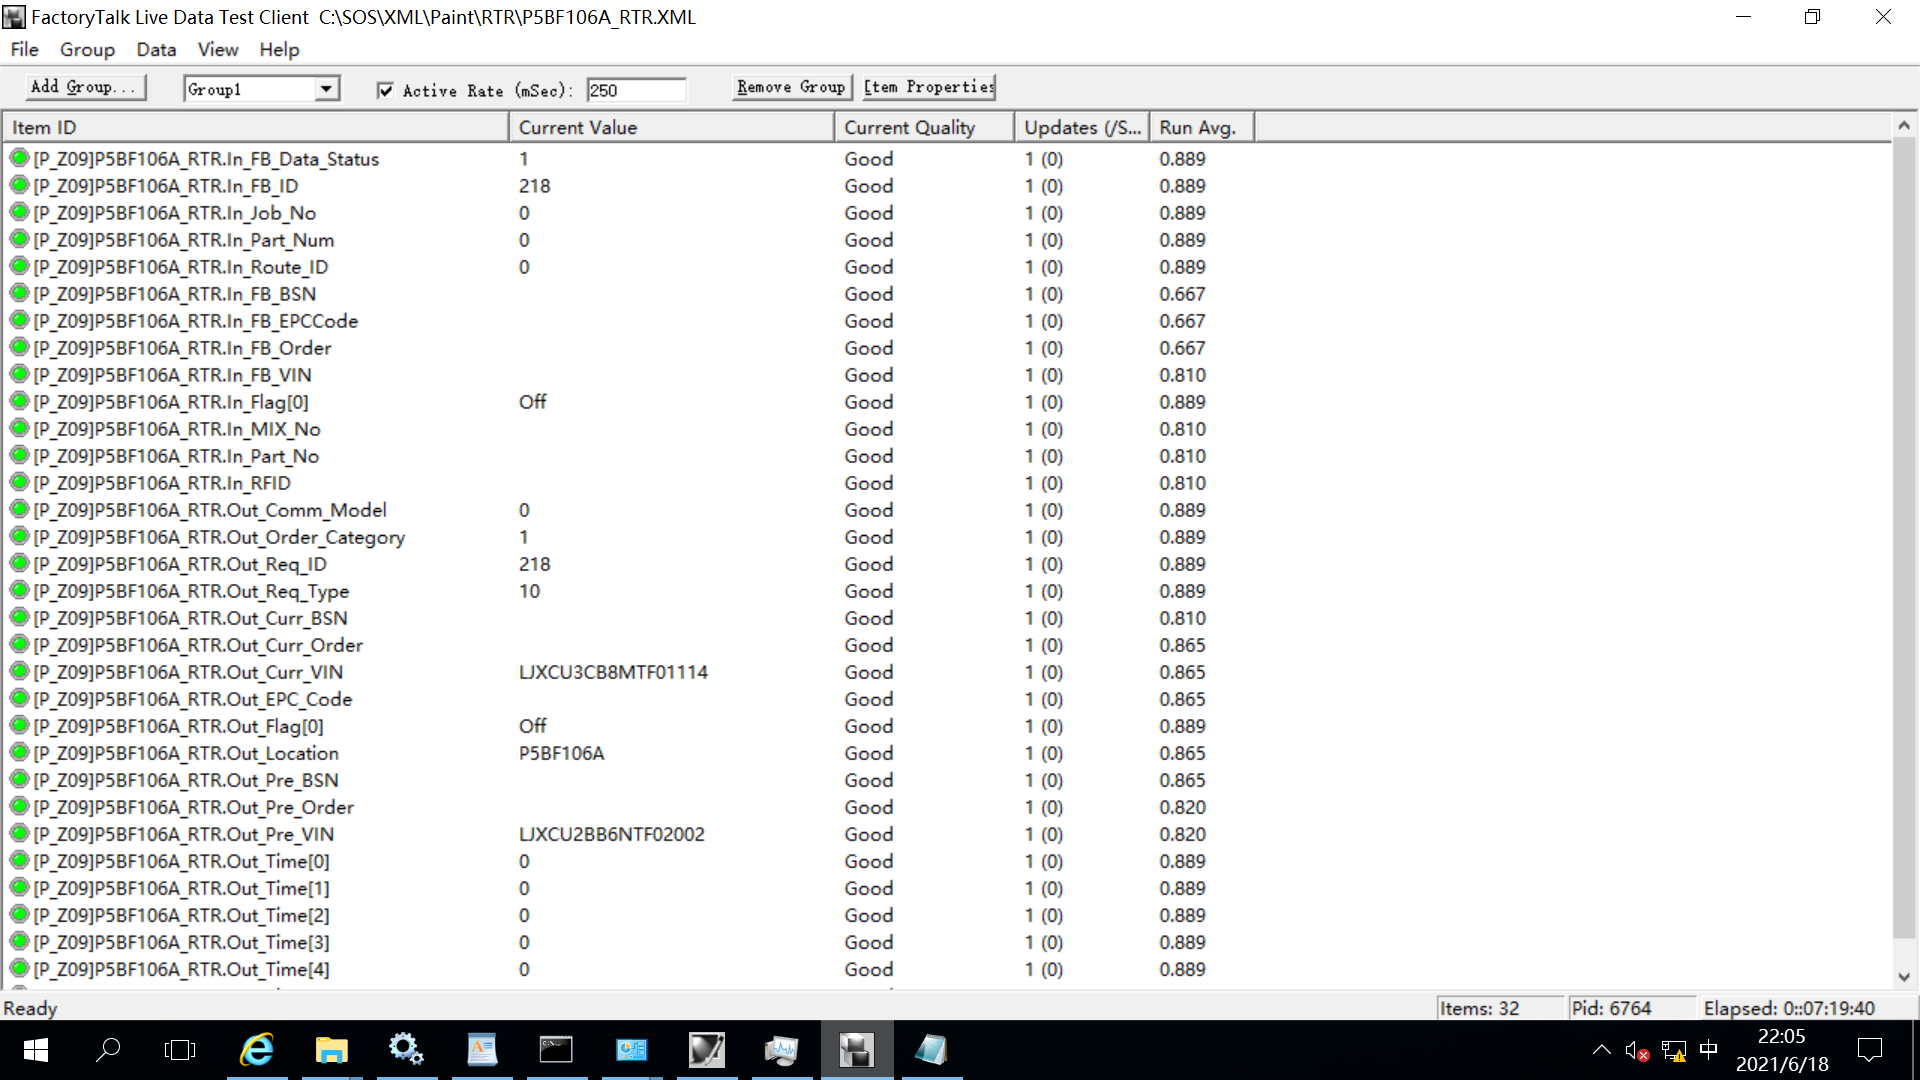 FactoryTalk Live Data Test Client  C:\SOS\XML\Paint\RTR\P5BF106A_RTR.XML
File Group Data View Help
Add Group... Group1 Active Rate (mSec): 250 Remove Group Item Properties
Item ID Current Value Current Quality Updates (/S... Run Avg.
[P_Z09]P5BF106A_RTR.In_FB_Data_Status 1 Good 1 (0) 0.889
[P_Z09]P5BF106A_RTR.In_FB_ID 218 Good 1 (0) 0.889
[P_Z09]P5BF106A_RTR.In_Job_No 0 Good 1 (0) 0.889
[P_Z09]P5BF106A_RTR.In_Part_Num 0 Good 1 (0) 0.889
[P_Z09]P5BF106A_RTR.In_Route_ID 0 Good 1 (0) 0.889
[P_Z09]P5BF106A_RTR.In_FB_BSN Good 1 (0) 0.667
[P_Z09]P5BF106A_RTR.In_FB_EPCCode Good 1 (0) 0.667
[P_Z09]P5BF106A_RTR.In_FB_Order Good 1 (0) 0.667
[P_Z09]P5BF106A_RTR.In_FB_VIN Good 1 (0) 0.810
[P_Z09]P5BF106A_RTR.In_Flag[0] Off Good 1 (0) 0.889
[P_Z09]P5BF106A_RTR.In_MIX_No Good 1 (0) 0.810
[P_Z09]P5BF106A_RTR.In_Part_No Good 1 (0) 0.810
[P_Z09]P5BF106A_RTR.In_RFID Good 1 (0) 0.810
[P_Z09]P5BF106A_RTR.Out_Comm_Model 0 Good 1 (0) 0.889
[P_Z09]P5BF106A_RTR.Out_Order_Category 1 Good 1 (0) 0.889
[P_Z09]P5BF106A_RTR.Out_Req_ID 218 Good 1 (0) 0.889
[P_Z09]P5BF106A_RTR.Out_Req_Type 10 Good 1 (0) 0.889
[P_Z09]P5BF106A_RTR.Out_Curr_BSN Good 1 (0) 0.810
[P_Z09]P5BF106A_RTR.Out_Curr_Order Good 1 (0) 0.865
[P_Z09]P5BF106A_RTR.Out_Curr_VIN LJXCU3CB8MTF01114 Good 1 (0) 0.865
[P_Z09]P5BF106A_RTR.Out_EPC_Code Good 1 (0) 0.865
[P_Z09]P5BF106A_RTR.Out_Flag[0] Off Good 1 (0) 0.889
[P_Z09]P5BF106A_RTR.Out_Location P5BF106A Good 1 (0) 0.865
[P_Z09]P5BF106A_RTR.Out_Pre_BSN Good 1 (0) 0.865
[P_Z09]P5BF106A_RTR.Out_Pre_Order Good 1 (0) 0.820
[P_Z09]P5BF106A_RTR.Out_Pre_VIN LJXCU2BB6NTF02002 Good 1 (0) 0.820
[P_Z09]P5BF106A_RTR.Out_Time[0] 0 Good 1 (0) 0.889
[P_Z09]P5BF106A_RTR.Out_Time[1] 0 Good 1 (0) 0.889
[P_Z09]P5BF106A_RTR.Out_Time[2] 0 Good 1 (0) 0.889
[P_Z09]P5BF106A_RTR.Out_Time[3] 0 Good 1 (0) 0.889
[P_Z09]P5BF106A_RTR.Out_Time[4] 0 Good 1 (0) 0.889
Ready Items: 32 Pid: 6764 Elapsed: 0::07:19:40
中 22:05
2021/6/18